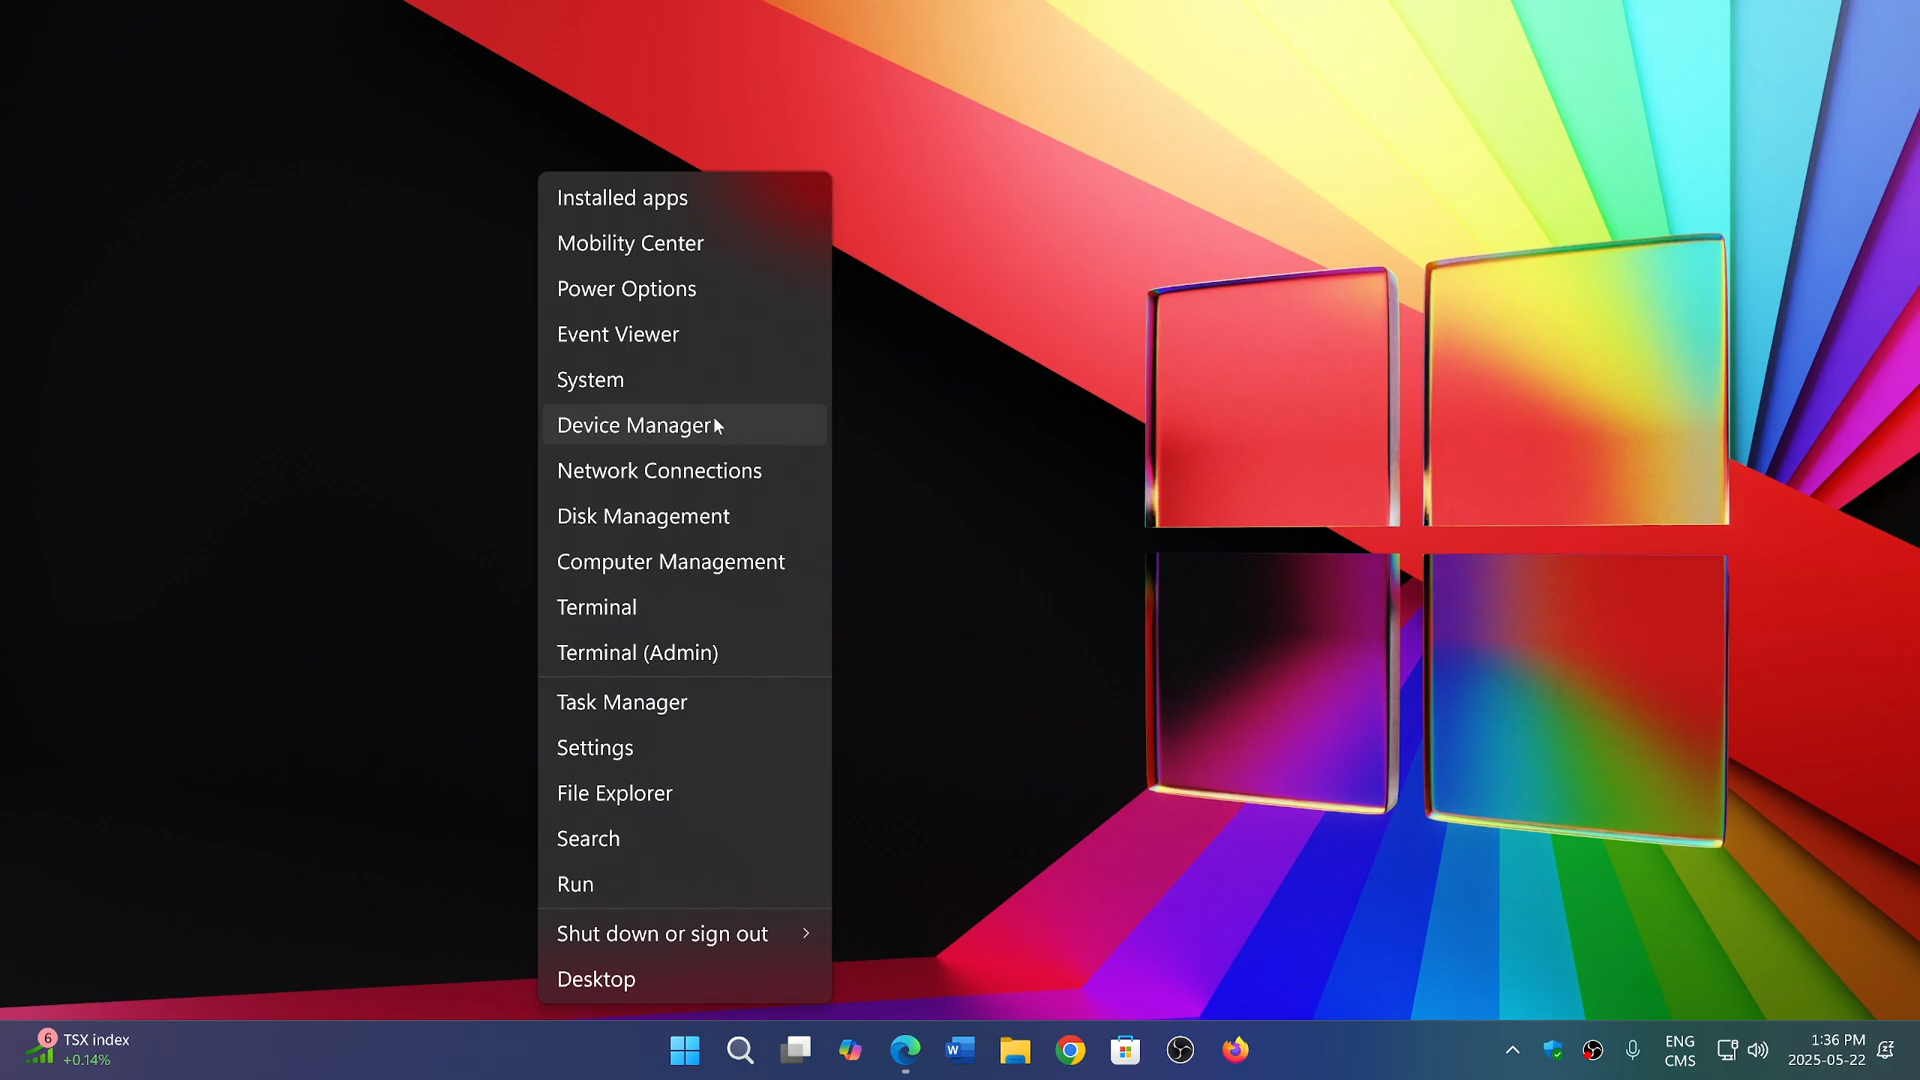 Installed apps
Mobility Center
Power Options
Event Viewer
System
Device Manager
Network Connections
Disk Management
Computer Management
Terminal
Terminal (Admin)
Task Manager
Settings
File Explorer
Search
Run
Shut down or sign out
Desktop
6
TSX index
+0.14%
W
ENG
CMS
1:36 PM
2025-05-22